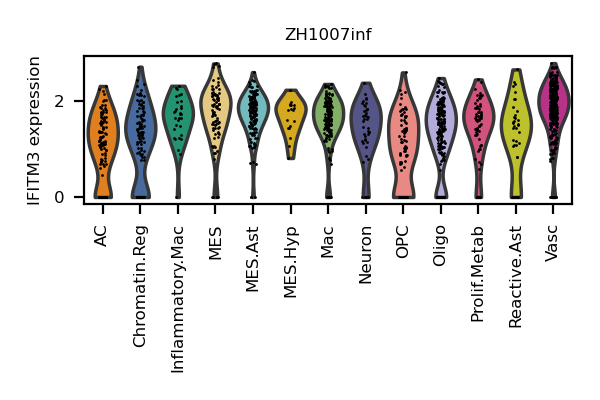 ZH1007inf
IFITM3 expression
2
0
AC
Chromatin.Reg
Inflammatory.Mac
MES
MES.Ast
MES.Hyp
Mac
Neuron
OPC
Oligo
Prolif.Metab
Reactive.Ast
Vasc